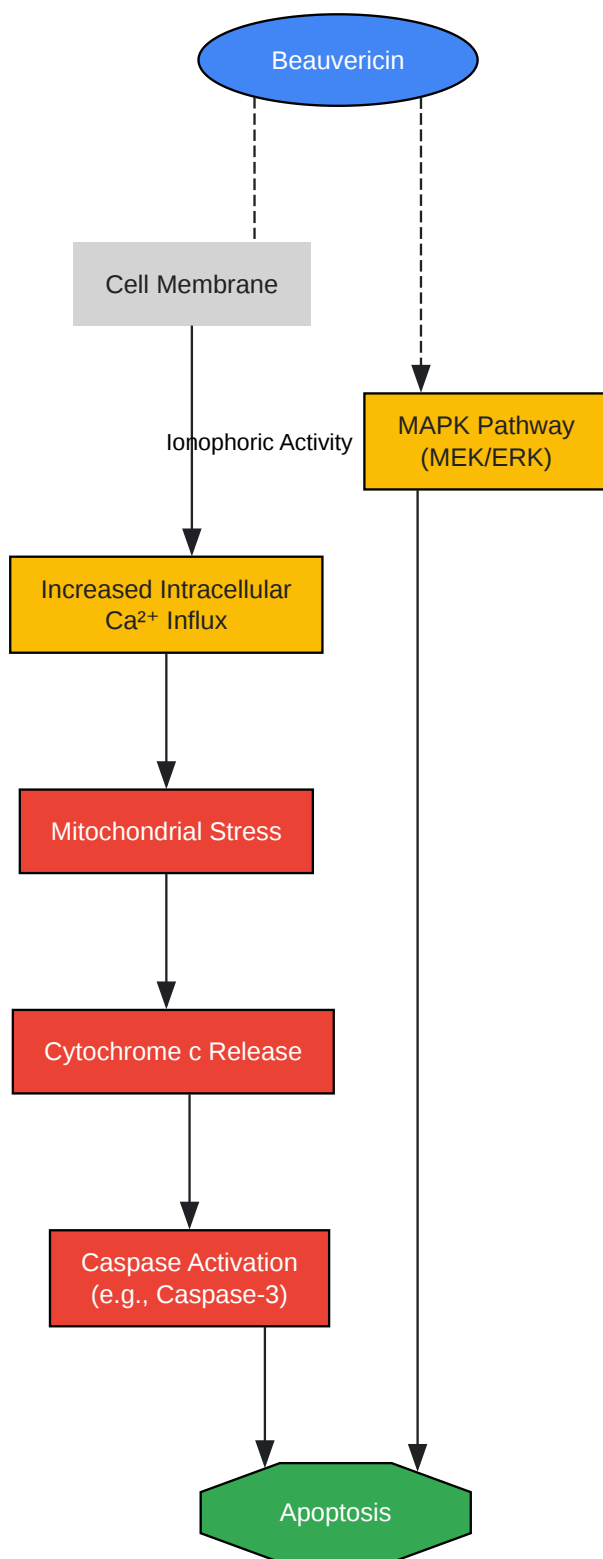 Beauvericin
Cell Membrane
MAPK Pathway
(MEK/ERK)
Ionophoric Activity
Increased Intracellular
Ca²⁺ Influx
Mitochondrial Stress
Cytochrome c Release
Caspase Activation
(e.g., Caspase-3)
Apoptosis